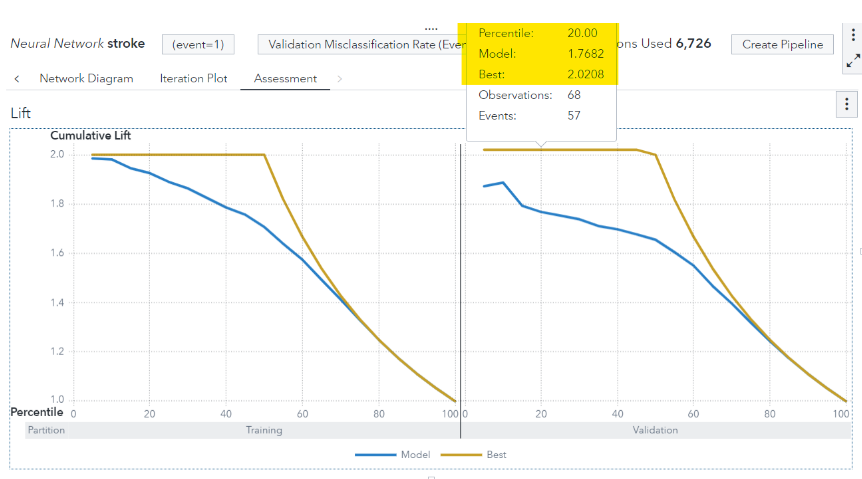 Percentile: 20.00
Neural Network stroke (event=1) Validation Misclassification Rate (Even ons Used 6,726 Create Pipeline
Model: 1.7682
Best: 2.0208
Network Diagram Iteration Plot Assessment
Observations: 68
Events: 57
Lift
Cumulative Lift
2.0
1.8
1.6
1.4
1.2
1.0
Percentile 0 20 40 60 80 100 0 20 40 60 80 100
Partition Training Validation
Model Best